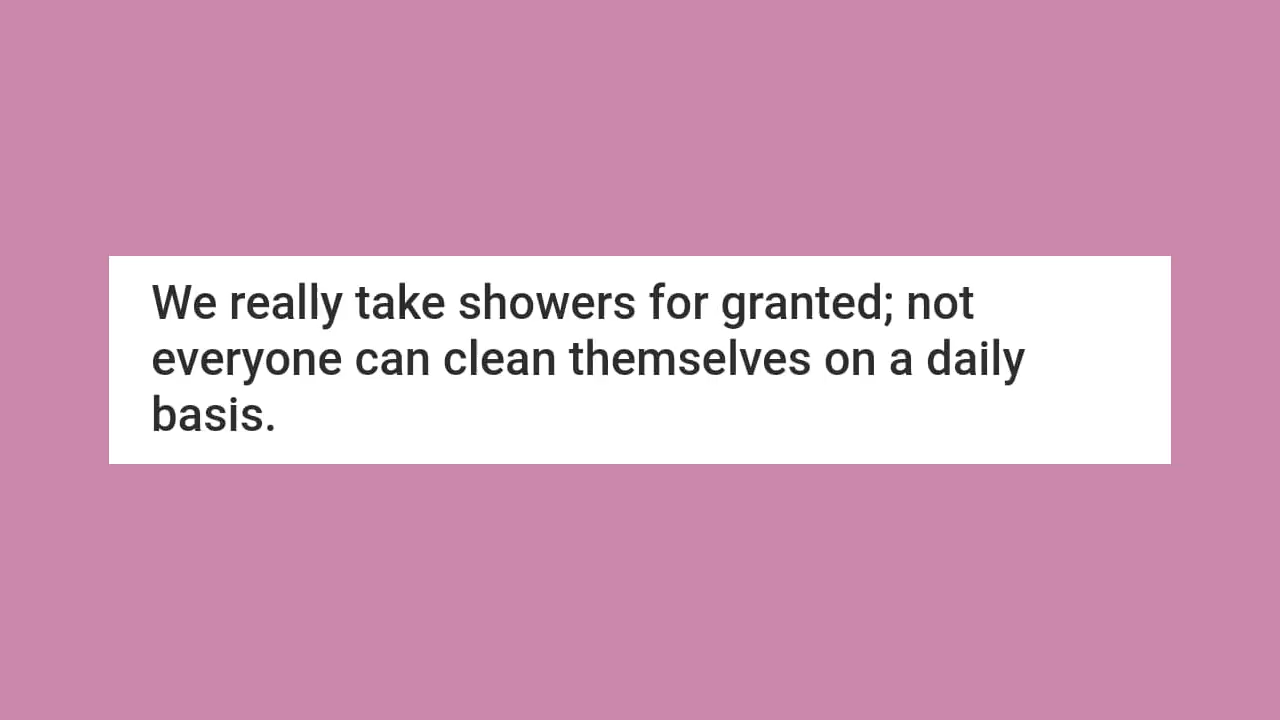 We really take showers for granted; not
everyone can clean themselves on a daily
basis.